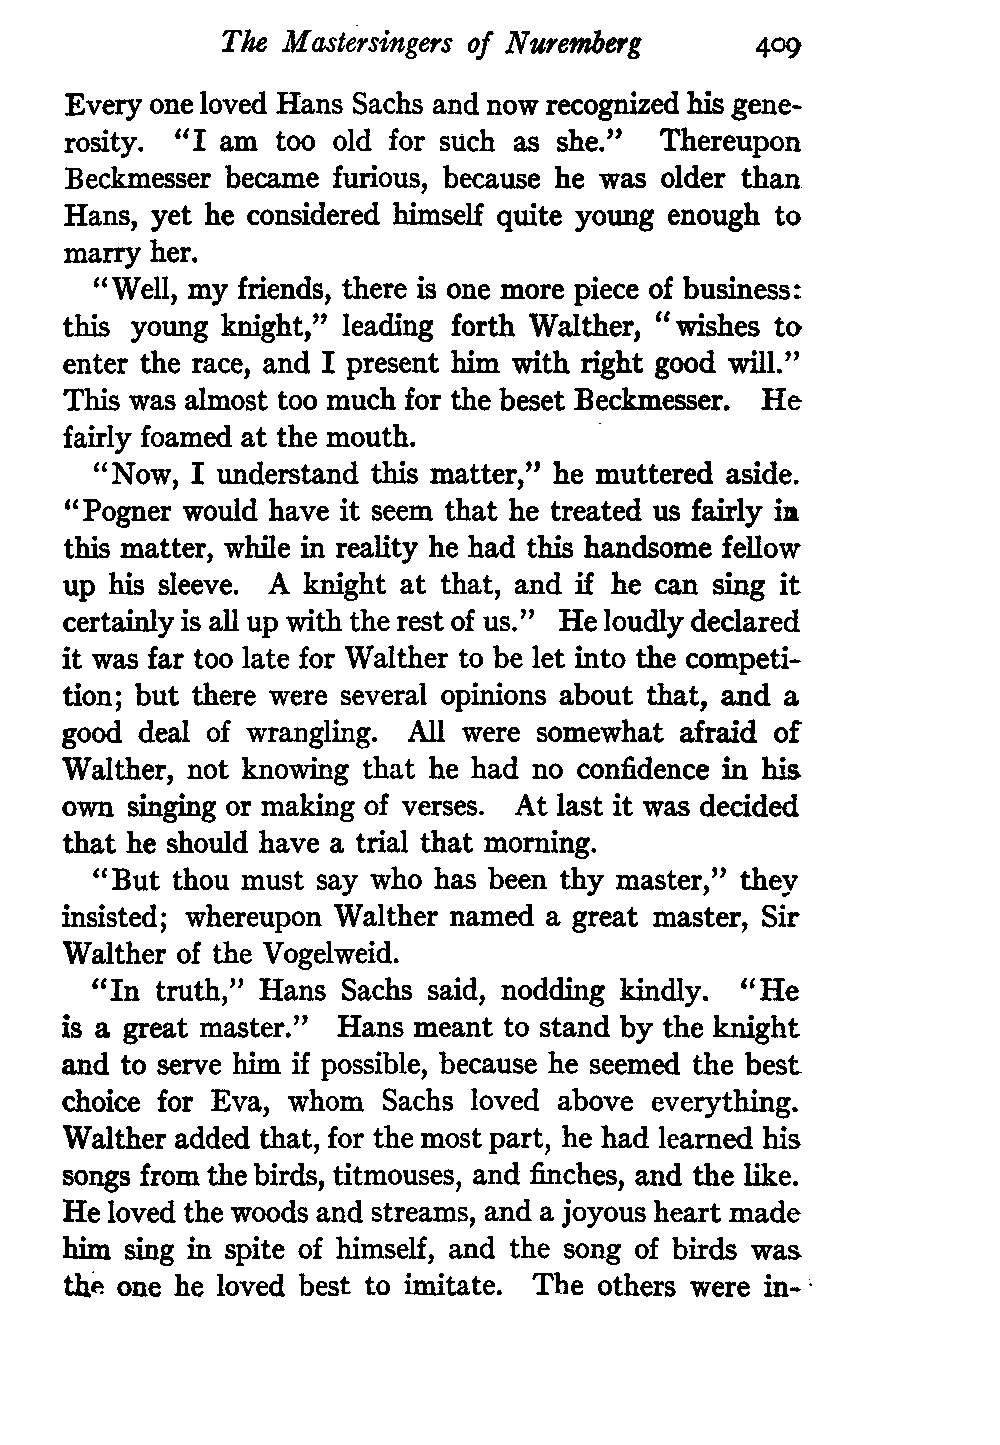 The Mastersingers of Nuremberg 409
Every one loved Hans Sachs and now recognized his gene-
rosity. "I am too old for such as she." Thereupon
Beckmesser became furious, because he was older than
Hans, yet he considered himself quite young enough to
marry her.
"Well, my friends, there is one more piece of business:
this young knight," leading forth Walther, "wishes to
enter the race, and I present him with right good will."
This was almost too much for the beset Beckmesser. He
fairly foamed at the mouth.
"Now, I understand this matter," he muttered aside.
"Pogner would have it seem that he treated us fairly in
this matter, while in reality he had this handsome fellow
up his sleeve. A knight at that, and if he can sing it
certainly is all up with the rest of us." He loudly declared
it was far too late for Walther to be let into the competi-
tion; but there were several opinions about that, and a
good deal of wrangling. All were somewhat afraid of
Walther, not knowing that he had no confidence in his
own singing or making of verses. At last it was decided
that he should have a trial that morning.
"But thou must say who has been thy master," they
insisted; whereupon Walther named a great master, Sir
Walther of the Vogelweid.
"In truth," Hans Sachs said, nodding kindly. "He
is a great master." Hans meant to stand by the knight
and to serve him if possible, because he seemed the best
choice for Eva, whom Sachs loved above everything.
Walther added that, for the most part, he had learned his
songs from the birds, titmouses, and finches, and the like.
He loved the woods and streams, and a joyous heart made
him sing in spite of himself, and the song of birds was
the one he loved best to imitate. The others were in-